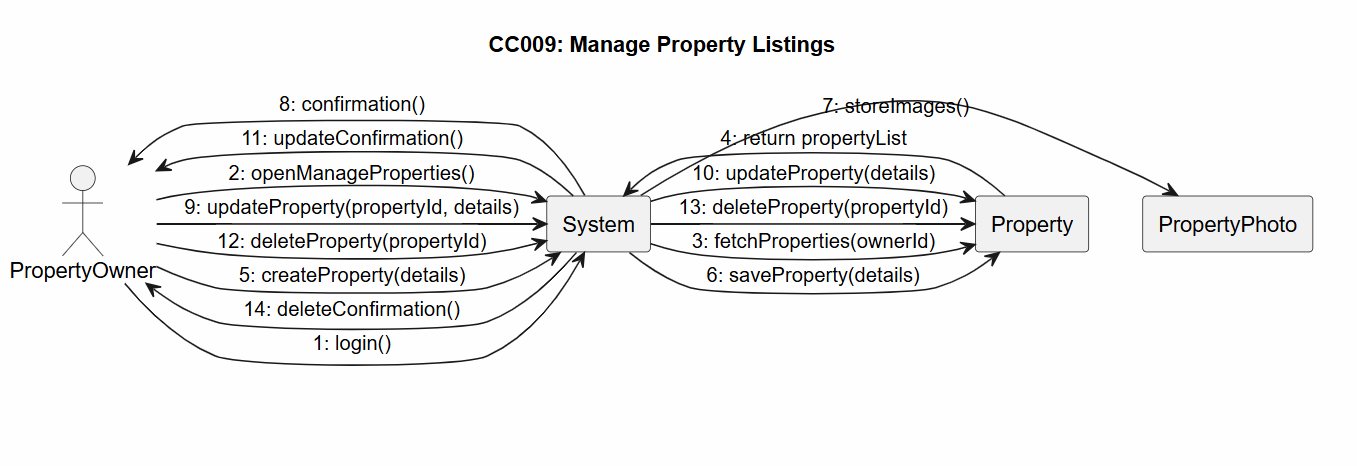 CC009: Manage Property Listings
8: confirmation()
7: storeImages()
11: updateConfirmation()
4: return propertyList
2: openManageProperties()
10: updateProperty(details)
9: updateProperty(propertyId, details)
13: deleteProperty(propertyId)
System
Property
PropertyPhoto
12: deleteProperty(propertyId)
3: fetchProperties(ownerId)
PropertyOwner
5: createProperty(details)
6: saveProperty(details)
14: deleteConfirmation()
1: login()